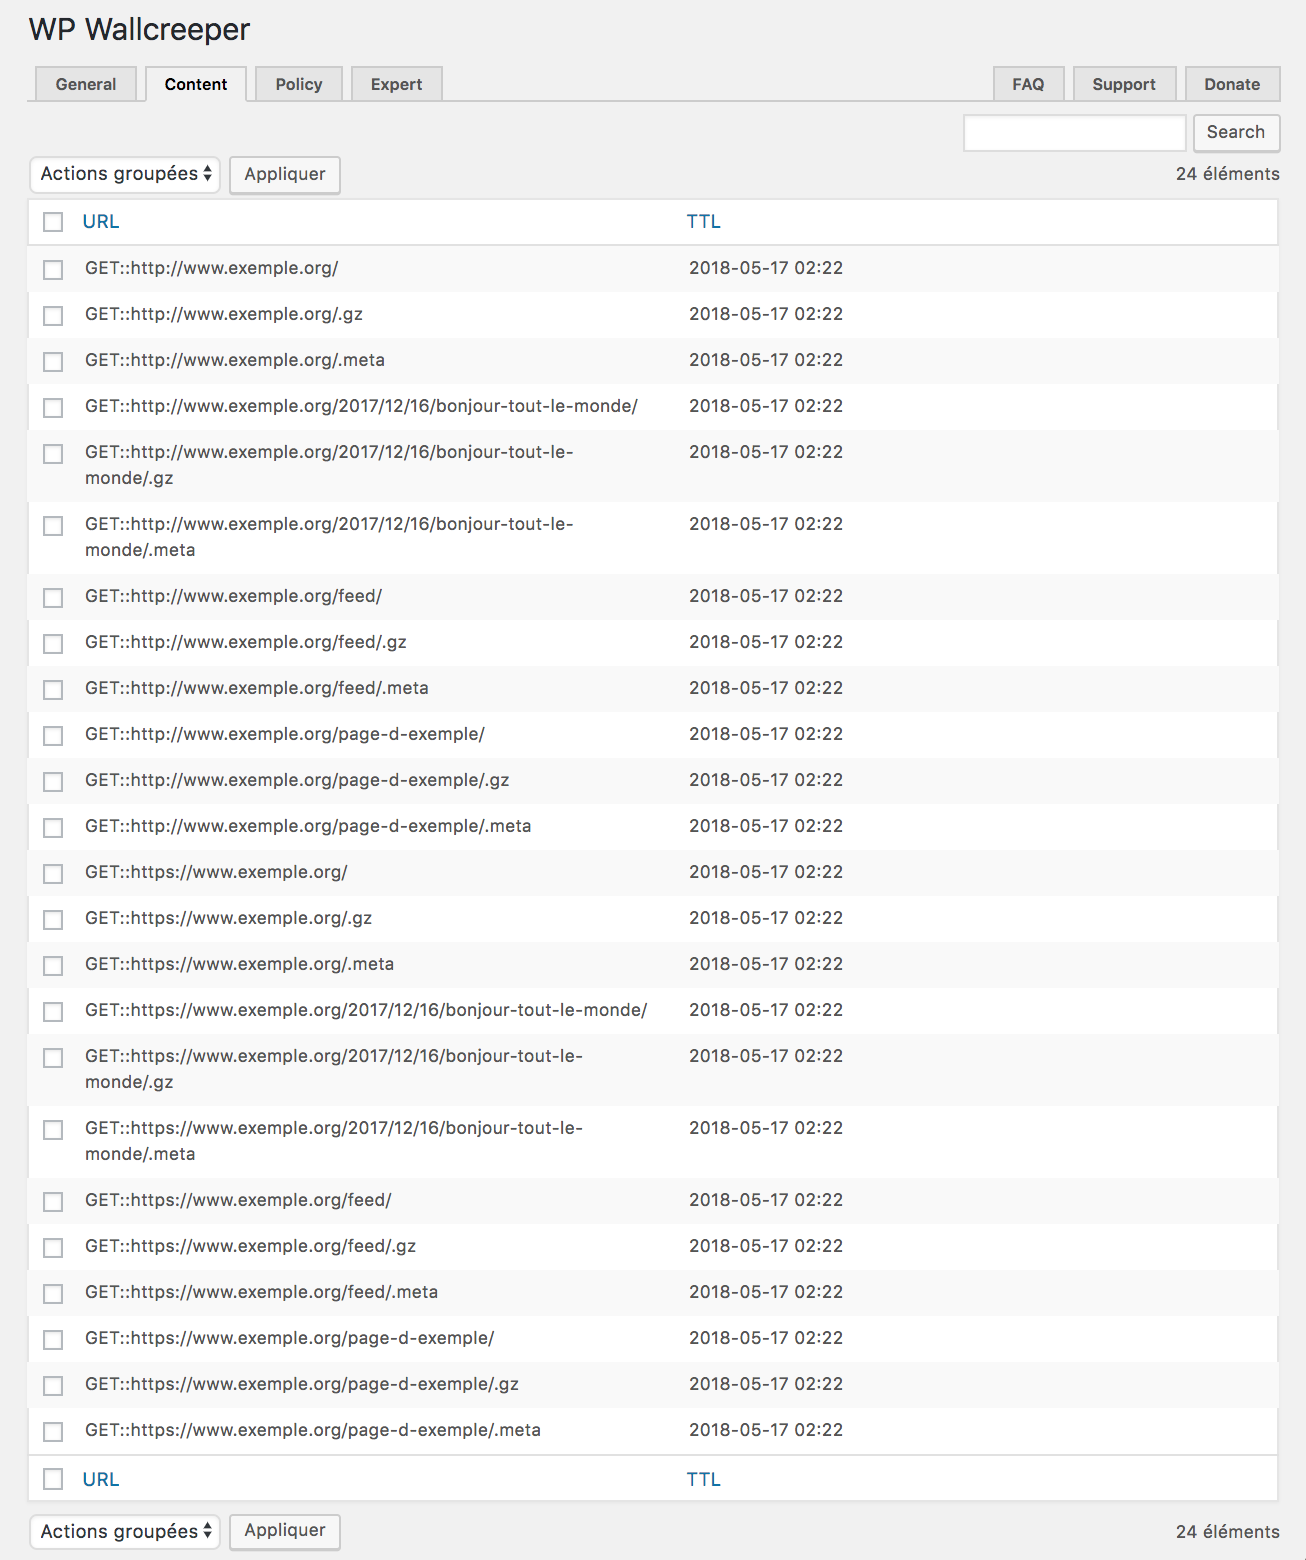 WP Wallcreeper
General Content Policy Expert FAQ Support Donate
Search
Actions groupées Appliquer 24 éléments
URL TTL
GET::http://www.exemple.org/ 2018-05-17 02:22
GET::http://www.exemple.org/.gz 2018-05-17 02:22
GET::http://www.exemple.org/.meta 2018-05-17 02:22
GET::http://www.exemple.org/2017/12/16/bonjour-tout-le-monde/ 2018-05-17 02:22
GET::http://www.exemple.org/2017/12/16/bonjour-tout-le- 2018-05-17 02:22
monde/.gz
GET::http://www.exemple.org/2017/12/16/bonjour-tout-le- 2018-05-17 02:22
monde/.meta
GET::http://www.exemple.org/feed/ 2018-05-17 02:22
GET::http://www.exemple.org/feed/.gz 2018-05-17 02:22
GET::http://www.exemple.org/feed/.meta 2018-05-17 02:22
GET::http://www.exemple.org/page-d-exemple/ 2018-05-17 02:22
GET::http://www.exemple.org/page-d-exemple/.gz 2018-05-17 02:22
GET::http://www.exemple.org/page-d-exemple/.meta 2018-05-17 02:22
GET::https://www.exemple.org/ 2018-05-17 02:22
GET::https://www.exemple.org/.gz 2018-05-17 02:22
GET::https://www.exemple.org/.meta 2018-05-17 02:22
GET::https://www.exemple.org/2017/12/16/bonjour-tout-le-monde/ 2018-05-17 02:22
GET::https://www.exemple.org/2017/12/16/bonjour-tout-le- 2018-05-17 02:22
monde/.gz
GET::https://www.exemple.org/2017/12/16/bonjour-tout-le- 2018-05-17 02:22
monde/.meta
GET::https://www.exemple.org/feed/ 2018-05-17 02:22
GET::https://www.exemple.org/feed/.gz 2018-05-17 02:22
GET::https://www.exemple.org/feed/.meta 2018-05-17 02:22
GET::https://www.exemple.org/page-d-exemple/ 2018-05-17 02:22
GET::https://www.exemple.org/page-d-exemple/.gz 2018-05-17 02:22
GET::https://www.exemple.org/page-d-exemple/.meta 2018-05-17 02:22
URL TTL
Actions groupées Appliquer 24 éléments